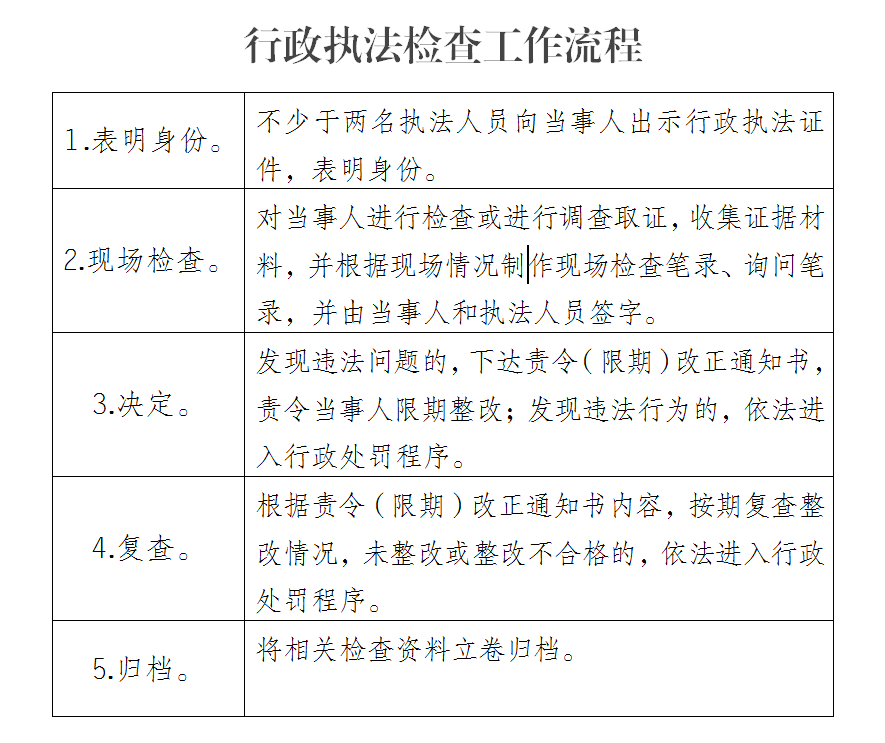 行政执法检查工作流程
1.表明身份。
不少于两名执法人员向当事人出示行政执法证
件，表明身份。
2.现场检查。
对当事人进行检查或进行调查取证，收集证据材
料，并根据现场情况制作现场检查笔录、询问笔
录，并由当事人和执法人员签字。
3.决定。
发现违法问题的，下达责令（限期）改正通知书，
责令当事人限期整改；发现违法行为的，依法进
入行政处罚程序。
4.复查。
根据责令（限期）改正通知书内容，按期复查整
改情况，未整改或整改不合格的，依法进入行政
处罚程序。
5.归档。
将相关检查资料立卷归档。